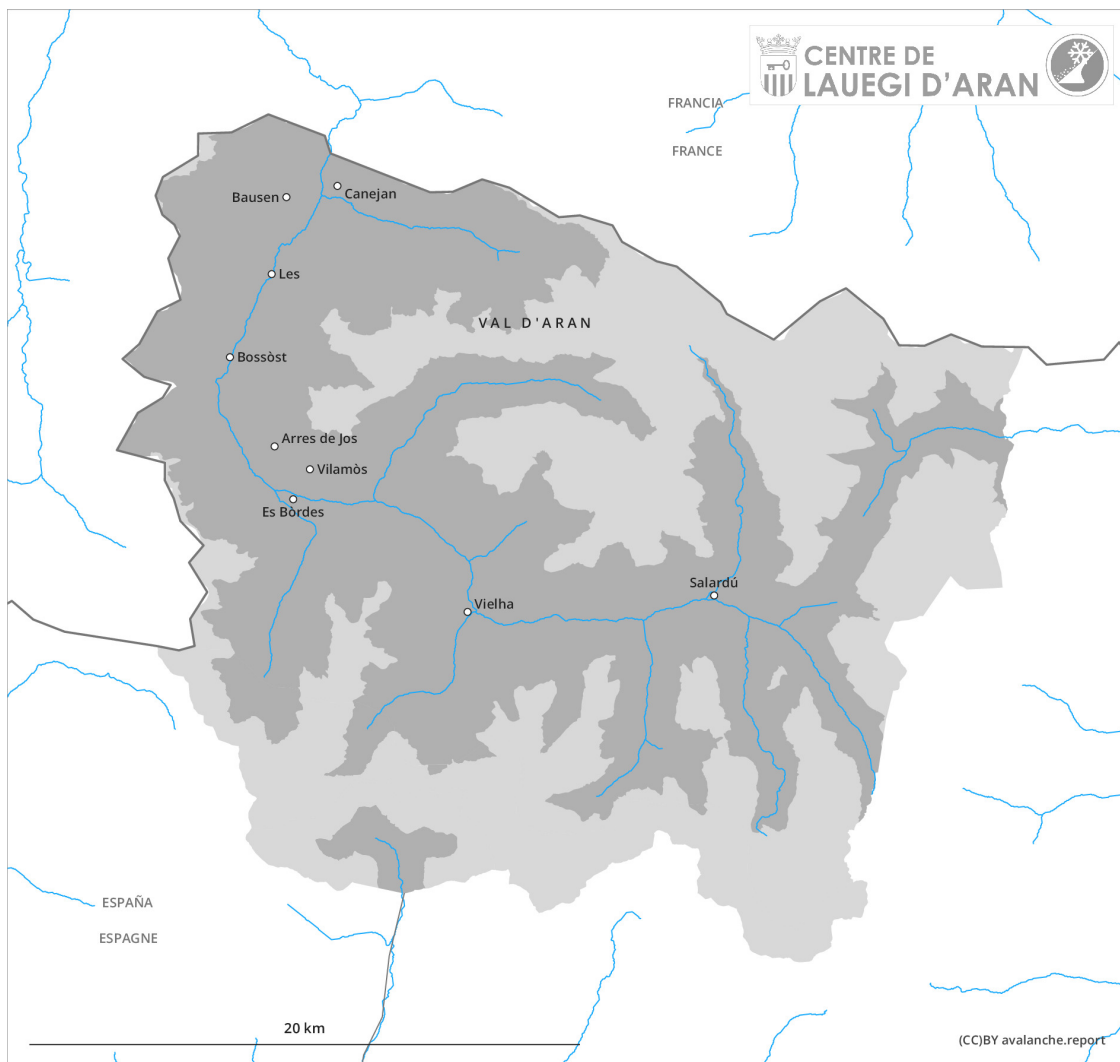 CENTRE DE
LAUEGI D'ARAN
FRANCIA
FRANCE
Bausen
Canejan
Les
VAL D'ARAN
Bossòst
Arres de Jos
Vilamòs
Es Bòrdes
Salardú
Vielha
ESPAÑA
ESPAGNE
20 km
(CC)BY avalanche.report